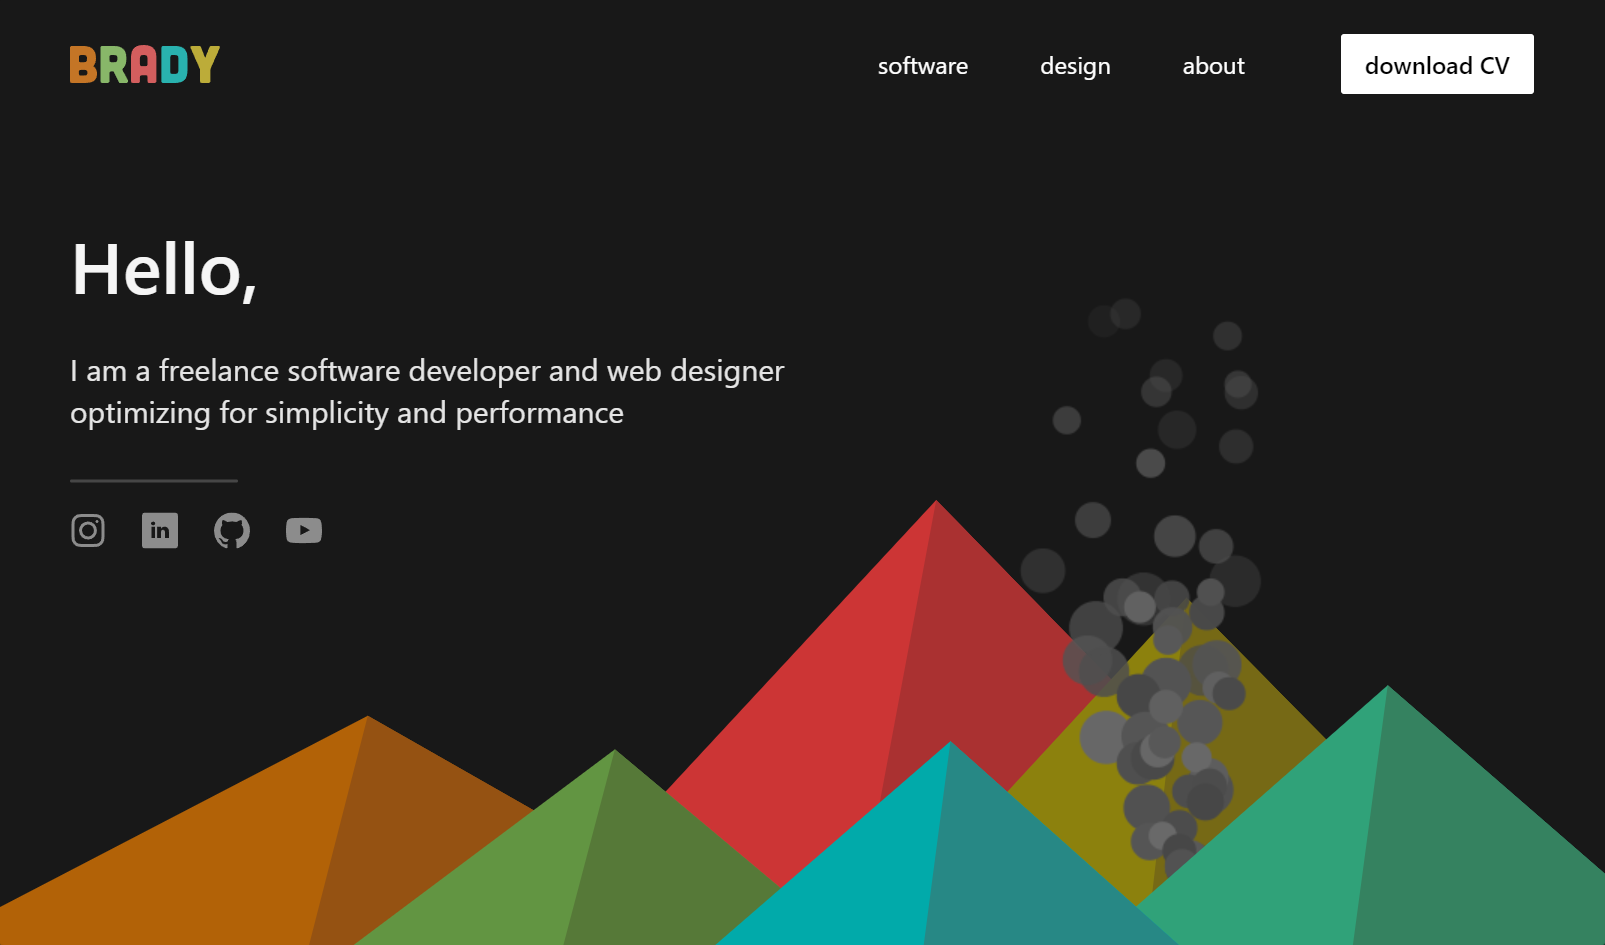 BRADY
software
design
about
download CV
Hello,
I am a freelance software developer and web designer
optimizing for simplicity and performance
in